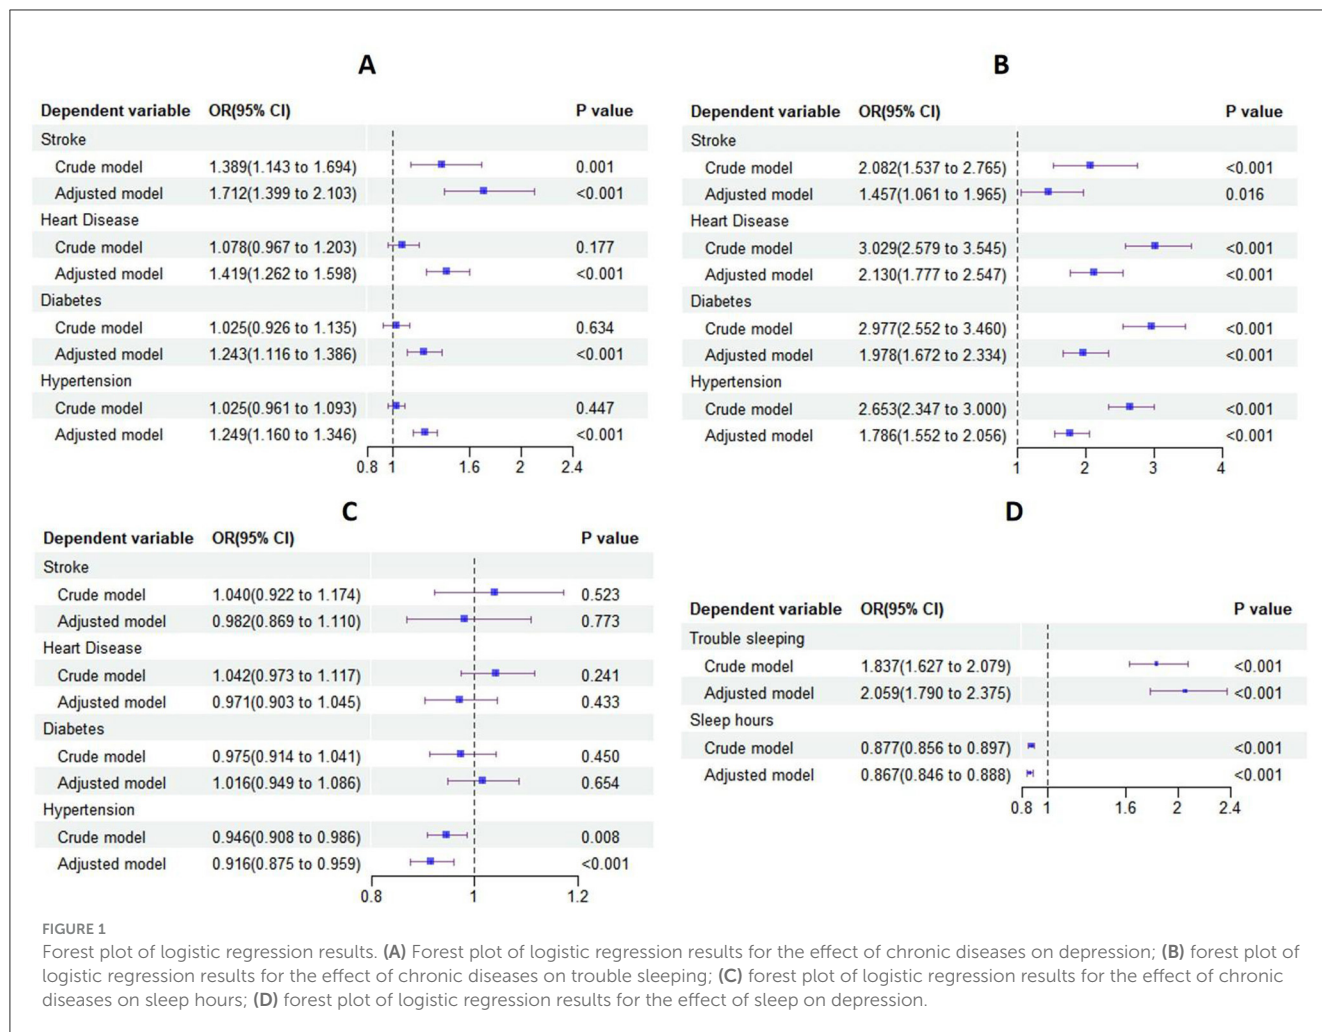 A
Dependent variable OR(95% CI) P value
Stroke
Crude model 1.389(1.143 to 1.694) 0.001
Adjusted model 1.712(1.399 to 2.103) <0.001
Heart Disease
Crude model 1.078(0.967 to 1.203) 0.177
Adjusted model 1.419(1.262 to 1.598) <0.001
Diabetes
Crude model 1.025(0.926 to 1.135) 0.634
Adjusted model 1.243(1.116 to 1.386) <0.001
Hypertension
Crude model 1.025(0.961 to 1.093) 0.447
Adjusted model 1.249(1.160 to 1.346) <0.001
0.8 1 1.6 2 2.4
B
Dependent variable OR(95% CI) P value
Stroke
Crude model 2.082(1.537 to 2.765) <0.001
Adjusted model 1.457(1.061 to 1.965) 0.016
Heart Disease
Crude model 3.029(2.579 to 3.545) <0.001
Adjusted model 2.130(1.777 to 2.547) <0.001
Diabetes
Crude model 2.977(2.552 to 3.460) <0.001
Adjusted model 1.978(1.672 to 2.334) <0.001
Hypertension
Crude model 2.653(2.347 to 3.000) <0.001
Adjusted model 1.786(1.552 to 2.056) <0.001
1 2 3 4
C
Dependent variable OR(95% CI) P value
Stroke
Crude model 1.040(0.922 to 1.174) 0.523
Adjusted model 0.982(0.869 to 1.110) 0.773
Heart Disease
Crude model 1.042(0.973 to 1.117) 0.241
Adjusted model 0.971(0.903 to 1.045) 0.433
Diabetes
Crude model 0.975(0.914 to 1.041) 0.450
Adjusted model 1.016(0.949 to 1.086) 0.654
Hypertension
Crude model 0.946(0.908 to 0.986) 0.008
Adjusted model 0.916(0.875 to 0.959) <0.001
0.8 1 1.2
D
Dependent variable OR(95% CI) P value
Trouble sleeping
Crude model 1.837(1.627 to 2.079) <0.001
Adjusted model 2.059(1.790 to 2.375) <0.001
Sleep hours
Crude model 0.877(0.856 to 0.897) <0.001
Adjusted model 0.867(0.846 to 0.888) <0.001
0.8 1 1.6 2 2.4
FIGURE 1
Forest plot of logistic regression results. (A) Forest plot of logistic regression results for the effect of chronic diseases on depression; (B) forest plot of
logistic regression results for the effect of chronic diseases on trouble sleeping; (C) forest plot of logistic regression results for the effect of chronic
diseases on sleep hours; (D) forest plot of logistic regression results for the effect of sleep on depression.